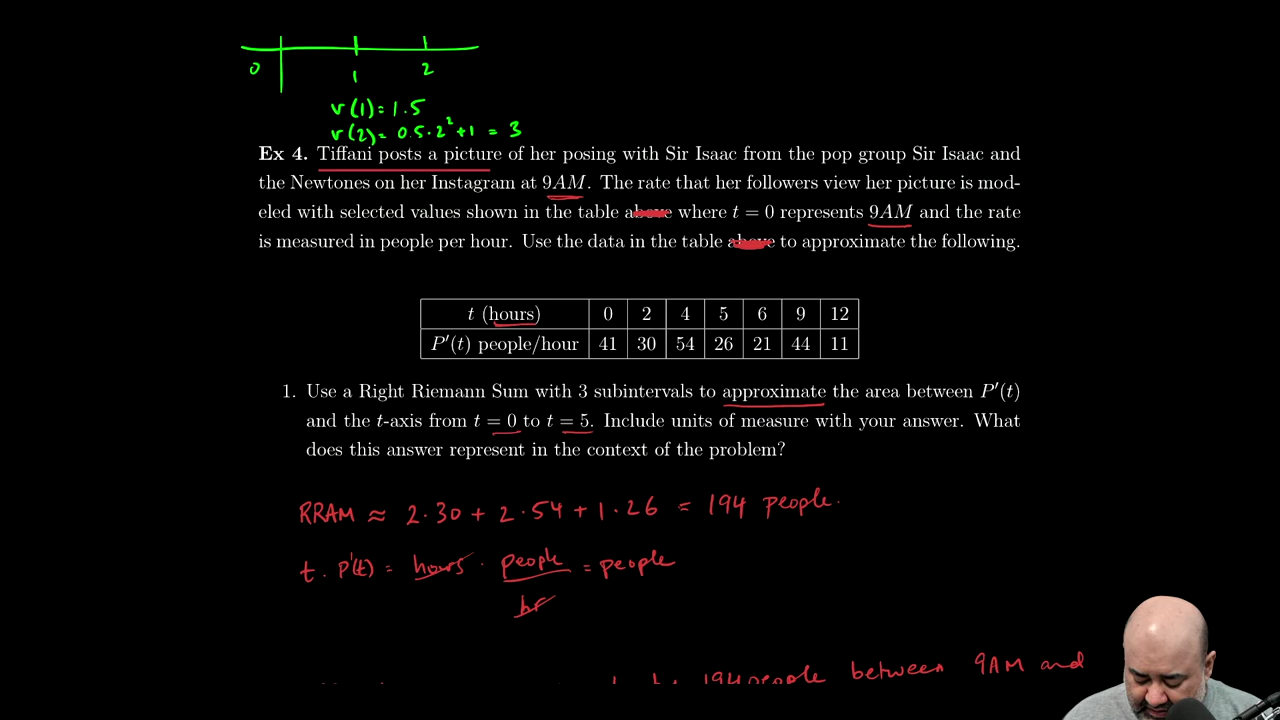 0 1 2
v(1)=1.5
v(2)= 0.5·2²+1 = 3
Ex 4. Tiffani posts a picture of her posing with Sir Isaac from the pop group Sir Isaac and
the Newtones on her Instagram at 9AM. The rate that her followers view her picture is mod-
eled with selected values shown in the table above where t = 0 represents 9AM and the rate
is measured in people per hour. Use the data in the table above to approximate the following.
t (hours) 0 2 4 5 6 9 12
P′(t) people/hour 41 30 54 26 21 44 11
1. Use a Right Riemann Sum with 3 subintervals to approximate the area between P′(t)
and the t-axis from t = 0 to t = 5. Include units of measure with your answer. What
does this answer represent in the context of the problem?
RRAM ≈ 2·30 + 2·54 + 1·26 = 194 people.
t · P′(t) = hours · people = people
hr
194 people between 9AM and